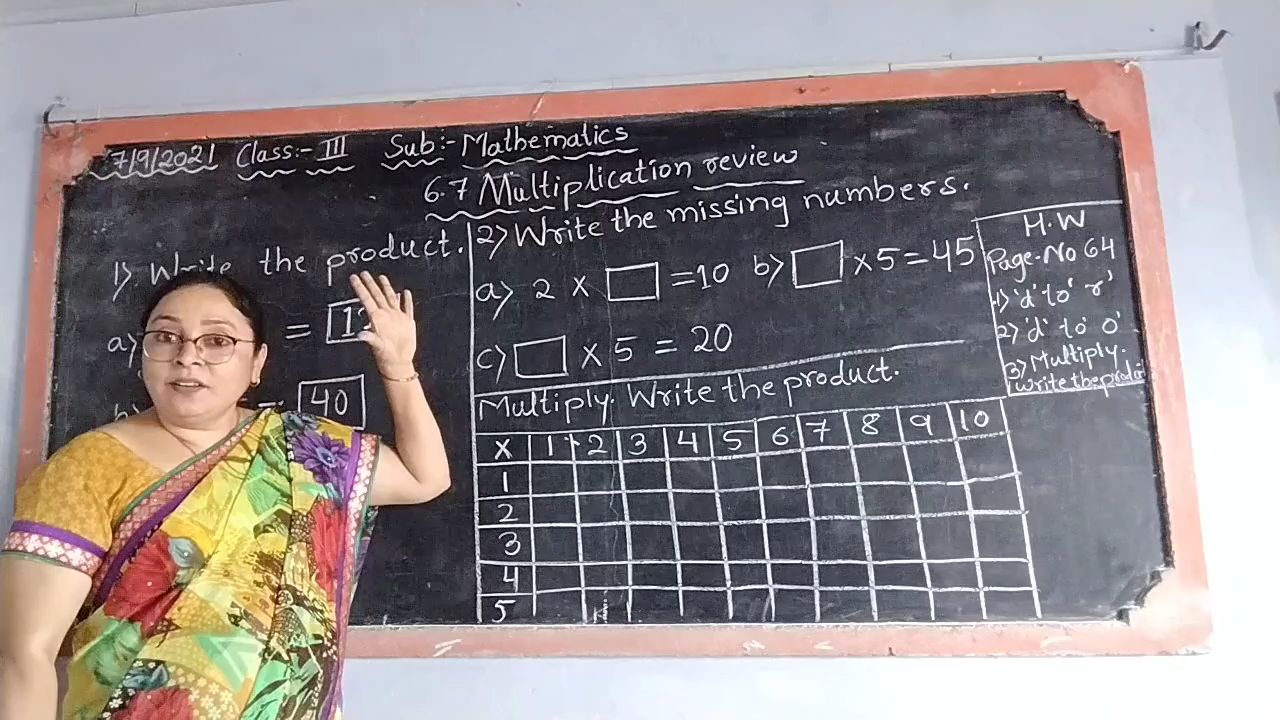 7/9/2021 Class:- III Sub:- Mathematics
6.7 Multiplication review
1) Write the product.
a) =
b) = 40
2) Write the missing numbers.
a) 2 × □ = 10 b) □ × 5 = 45
c) □ × 5 = 20
Multiply. Write the product.
× 1 2 3 4 5 6 7 8 9 10
1
2
3
4
5
H.W
Page.No 64
1) 'd' to 'r'
2) 'd' to 'o'
3) Multiply.
write the product